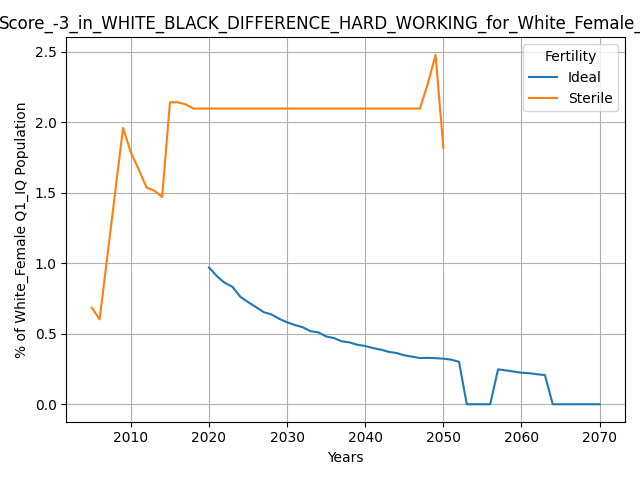 Score_-3_in_WHITE_BLACK_DIFFERENCE_HARD_WORKING_for_White_Female_
2.5
2.0
1.5
1.0
0.5
0.0
% of White_Female Q1_IQ Population
Fertility
Ideal
Sterile
2010 2020 2030 2040 2050 2060 2070
Years